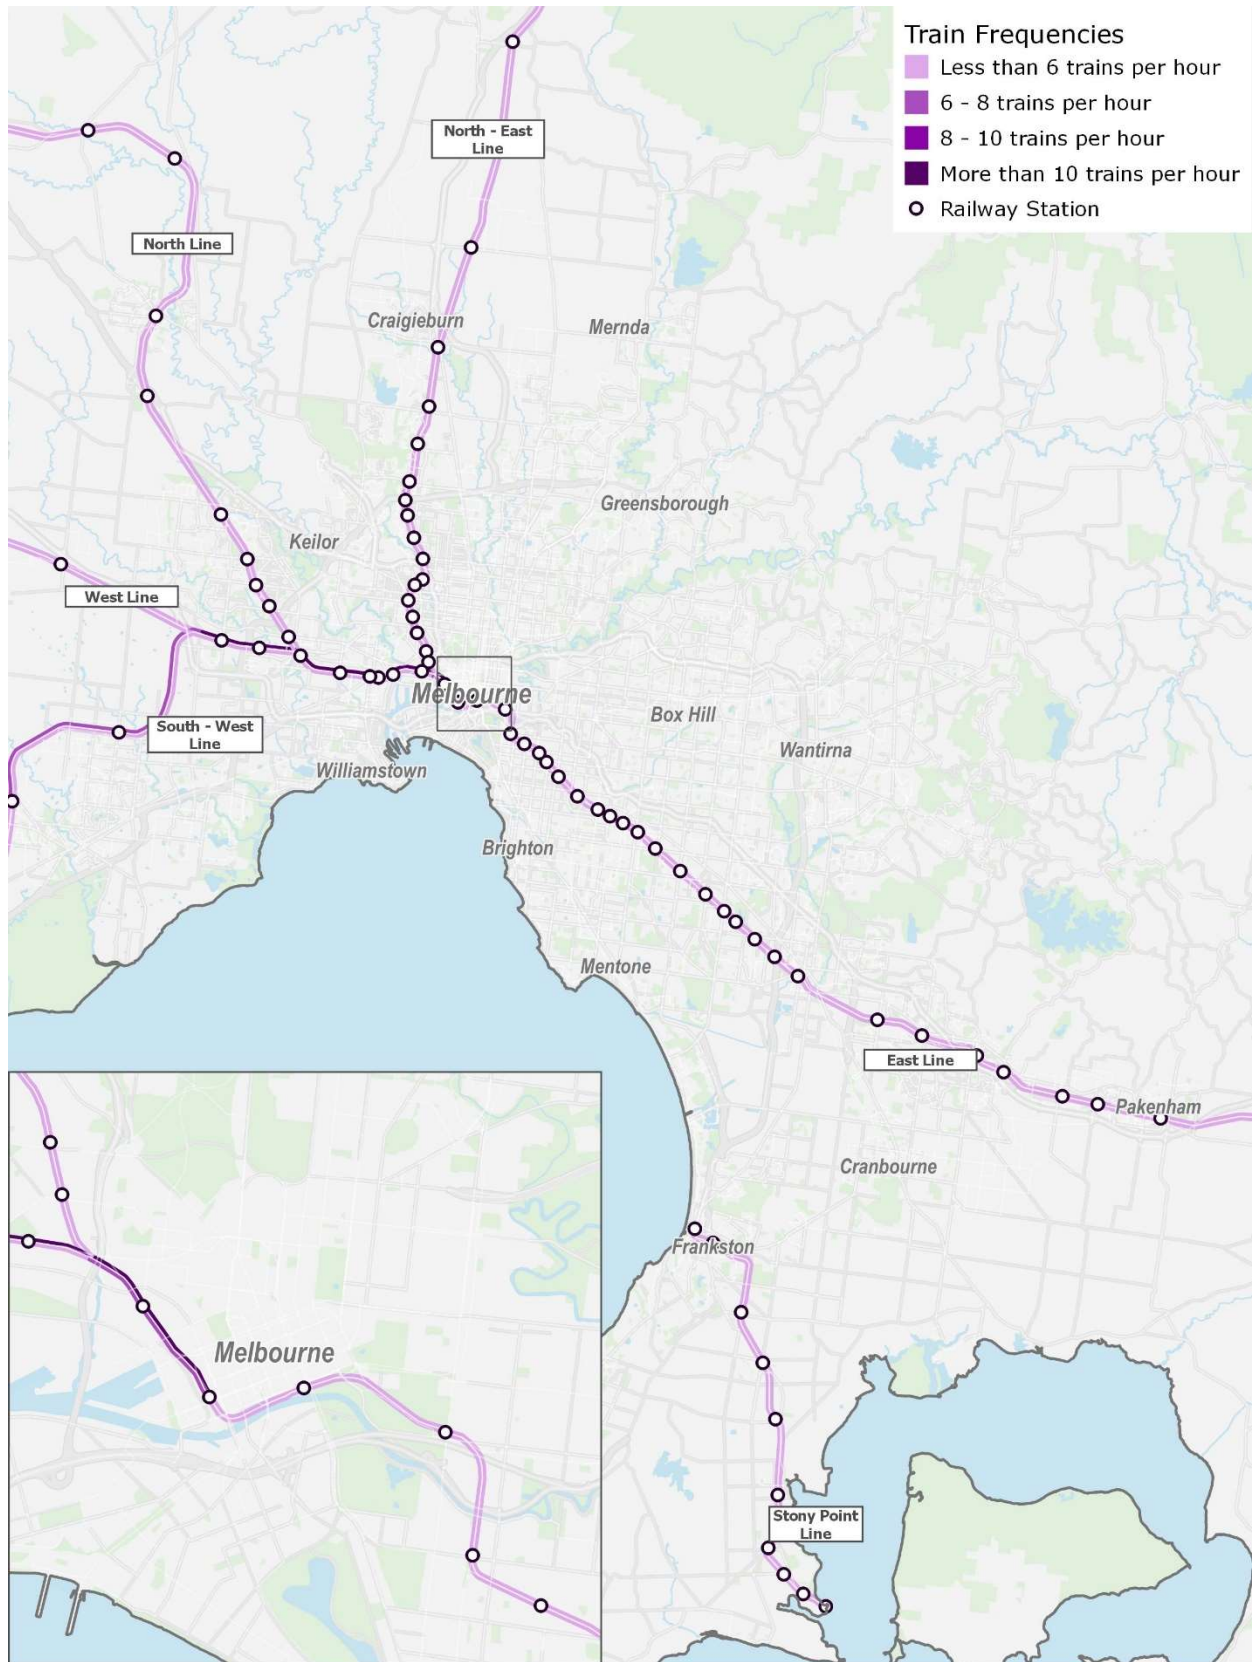 Train Frequencies
Less than 6 trains per hour
6 - 8 trains per hour
8 - 10 trains per hour
More than 10 trains per hour
Railway Station
North - East
Line
North Line
Craigieburn
Mernda
Greensborough
Keilor
West Line
Melbourne
South - West
Line
Box Hill
Wantirna
Williamstown
Brighton
Mentone
East Line
Pakenham
Cranbourne
Frankston
Melbourne
Stony Point
Line